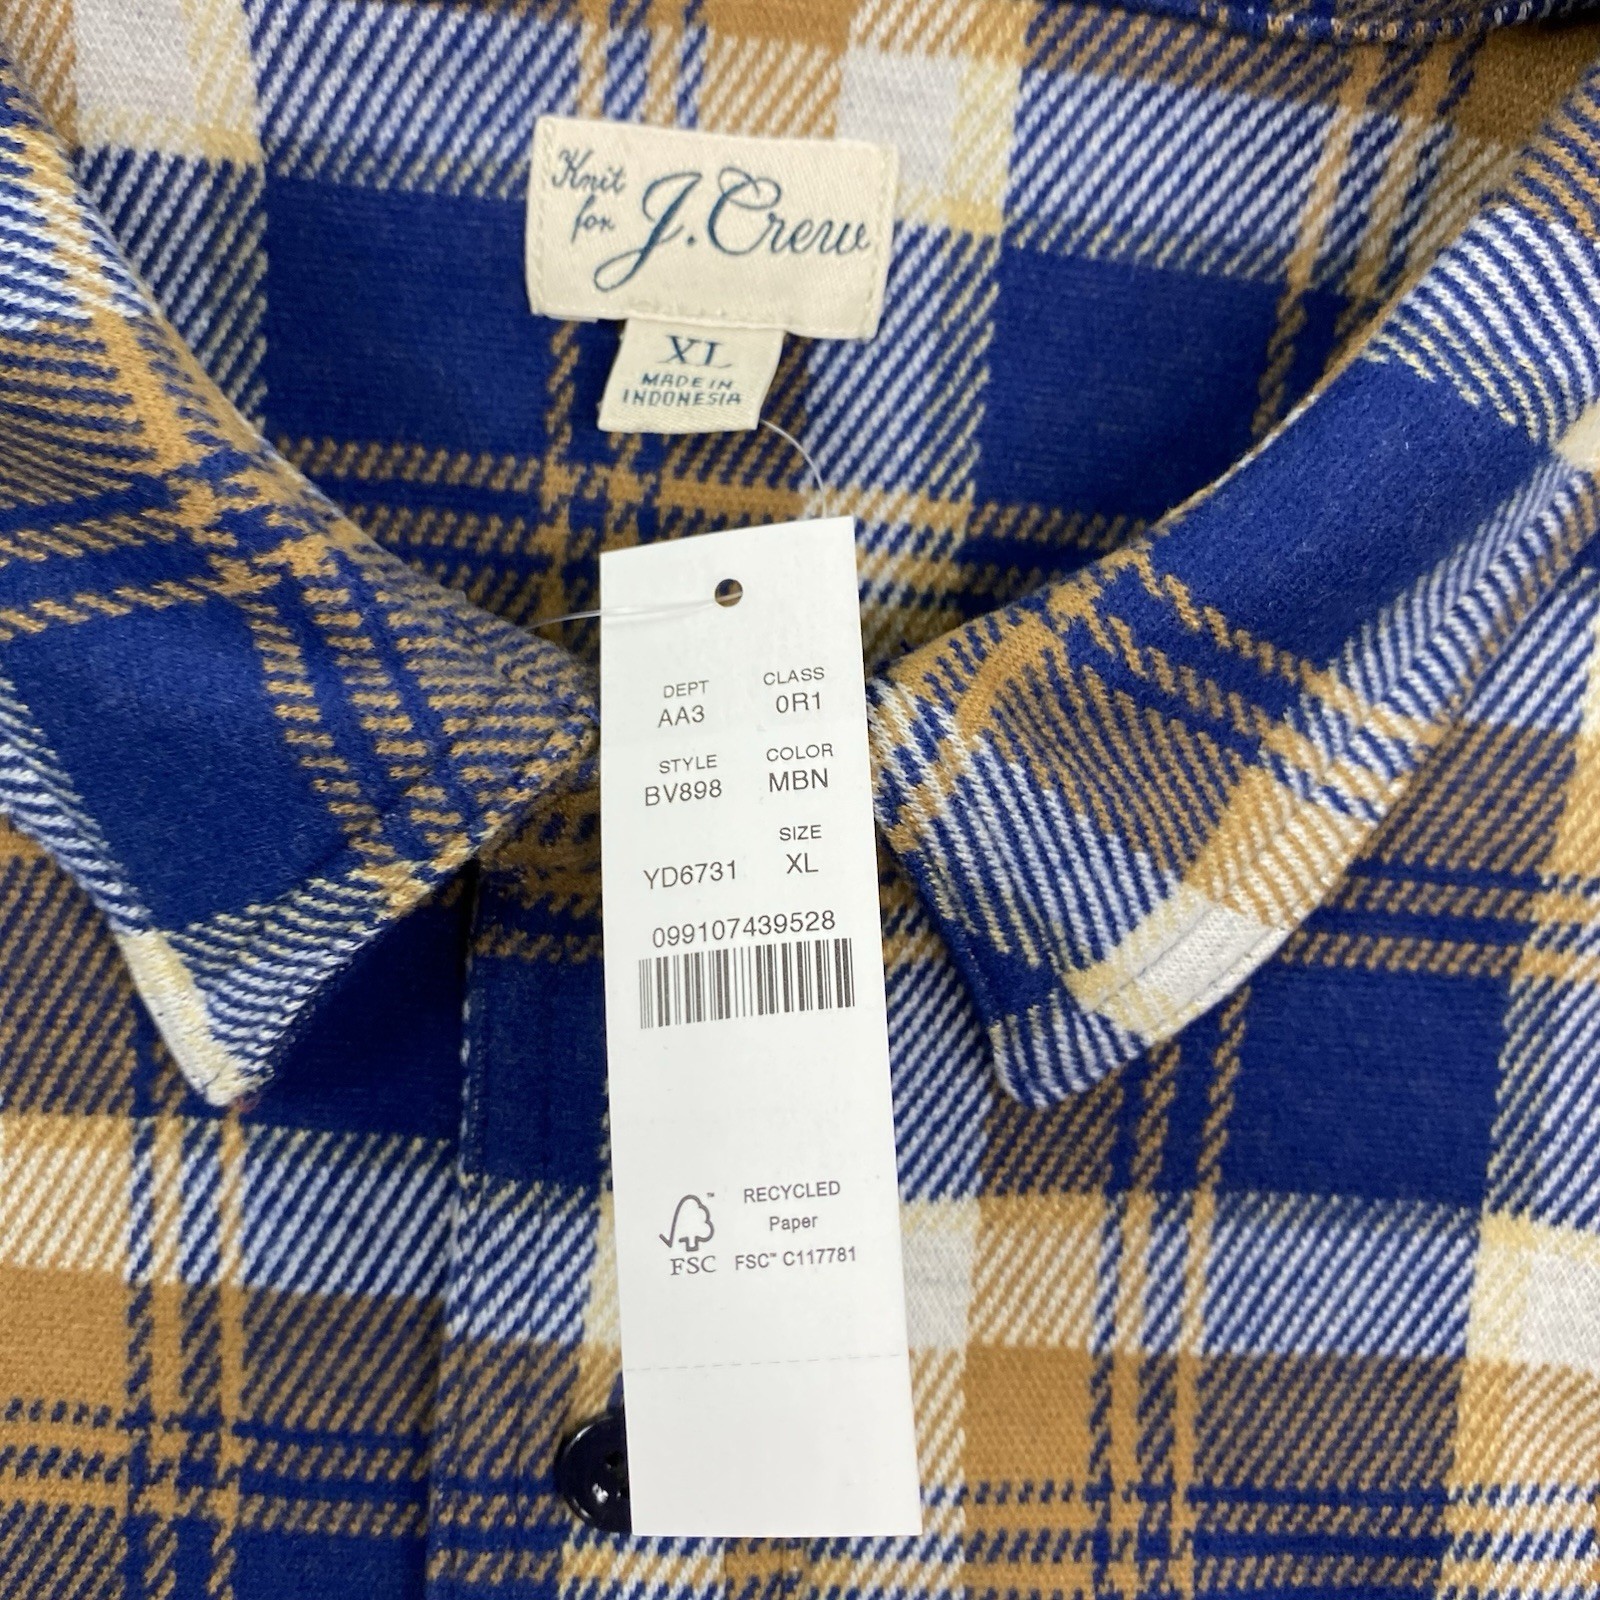 Knit
for J.Crew
XL
MADE IN
INDONESIA
DEPT CLASS
AA3 0R1
STYLE COLOR
BV898 MBN
SIZE
YD6731 XL
099107439528
RECYCLED
Paper
FSC™ C117781
™
FSC